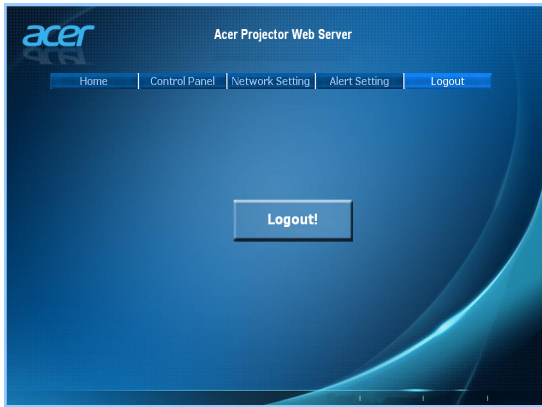 acer
Acer Projector Web Server
Home Control Panel Network Setting Alert Setting Logout
Logout!